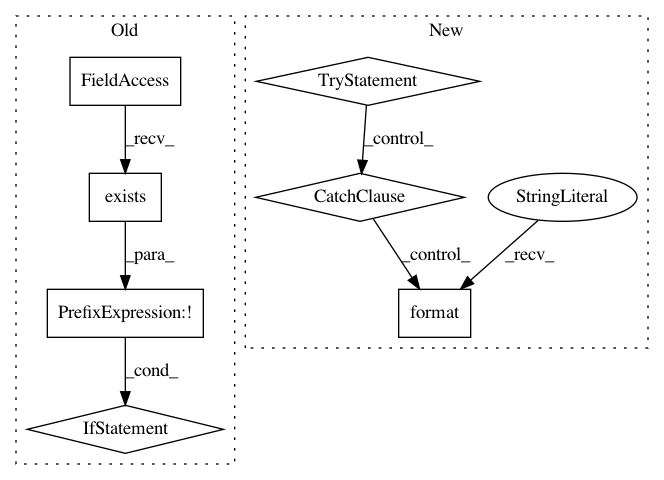 Old
New
FieldAccess
TryStatement
_recv_
_control_
exists
CatchClause
StringLiteral
_para_
_control_
_recv_
PrefixExpression:!
format
_cond_
IfStatement